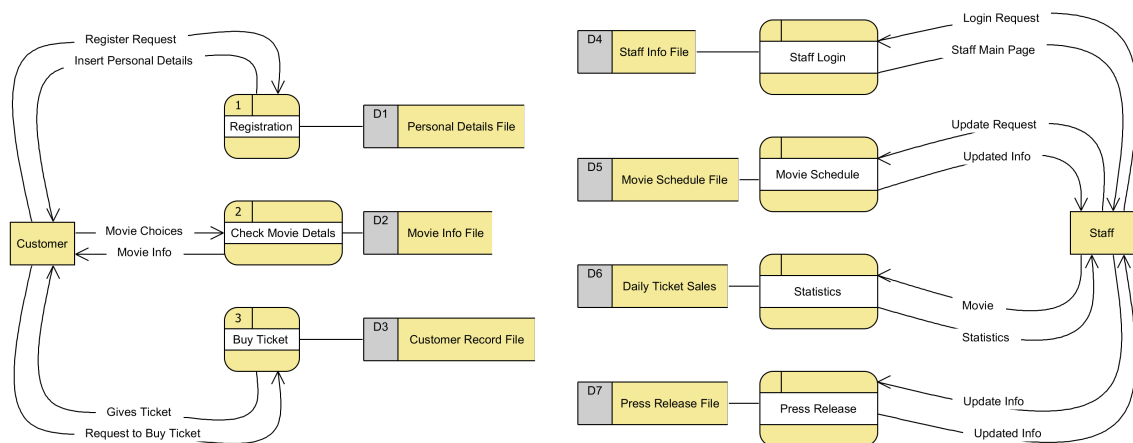 Register Request
Insert Personal Details
1
Registration
D1
Personal Details File
Customer
Movie Choices
Movie Info
2
Check Movie Detals
D2
Movie Info File
3
Buy Ticket
D3
Customer Record File
Gives Ticket
Request to Buy Ticket
D4
Staff Info File
Staff Login
Login Request
Staff Main Page
D5
Movie Schedule File
Movie Schedule
Update Request
Updated Info
Staff
D6
Daily Ticket Sales
Statistics
Movie
Statistics
D7
Press Release File
Press Release
Update Info
Updated Info